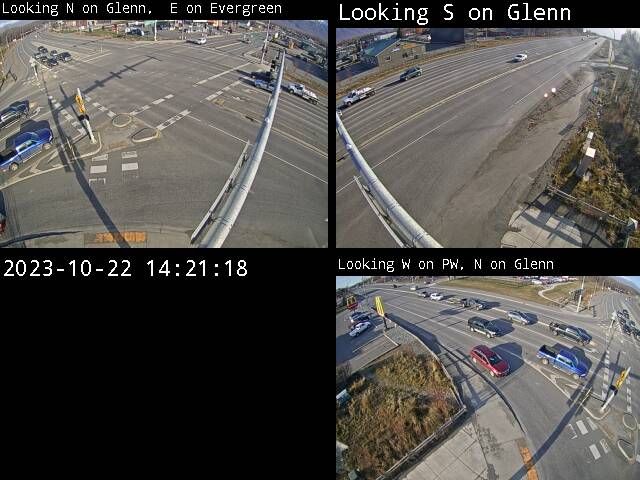 Looking N on Glenn,  E on Evergreen
Looking S on Glenn
2023-10-22 14:21:18
Looking W on PW, N on Glenn